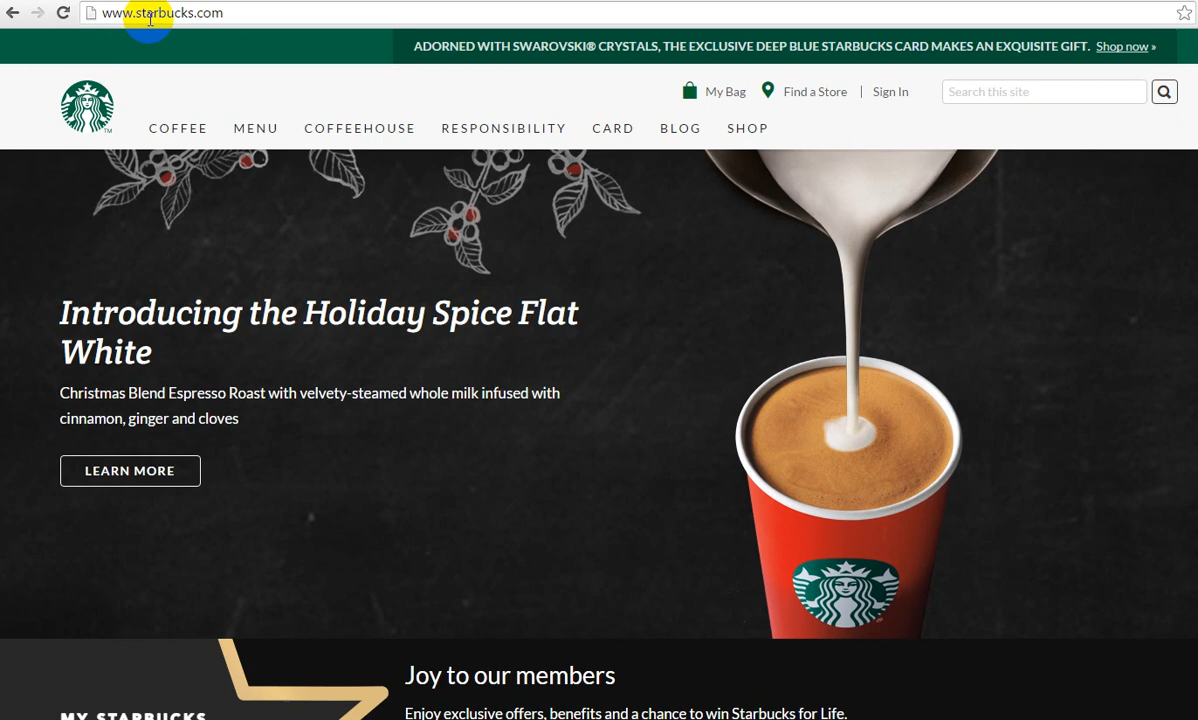 www.starbucks.com
ADORNED WITH SWAROVSKI® CRYSTALS, THE EXCLUSIVE DEEP BLUE STARBUCKS CARD MAKES AN EXQUISITE GIFT. Shop now »
My Bag Find a Store | Sign In Search this site
TM
COFFEE MENU COFFEEHOUSE RESPONSIBILITY CARD BLOG SHOP
Introducing the Holiday Spice Flat
White
Christmas Blend Espresso Roast with velvety-steamed whole milk infused with
cinnamon, ginger and cloves
LEARN MORE
Joy to our members
MY STARBUCKS
Enjoy exclusive offers, benefits and a chance to win Starbucks for Life.